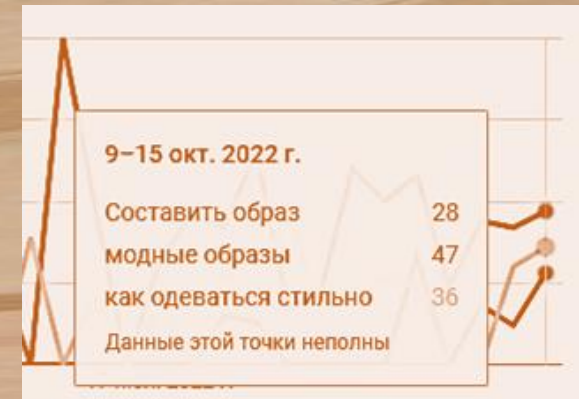 9–15 окт. 2022 г.
Составить образ 28
модные образы 47
как одеваться стильно 36
Данные этой точки неполны